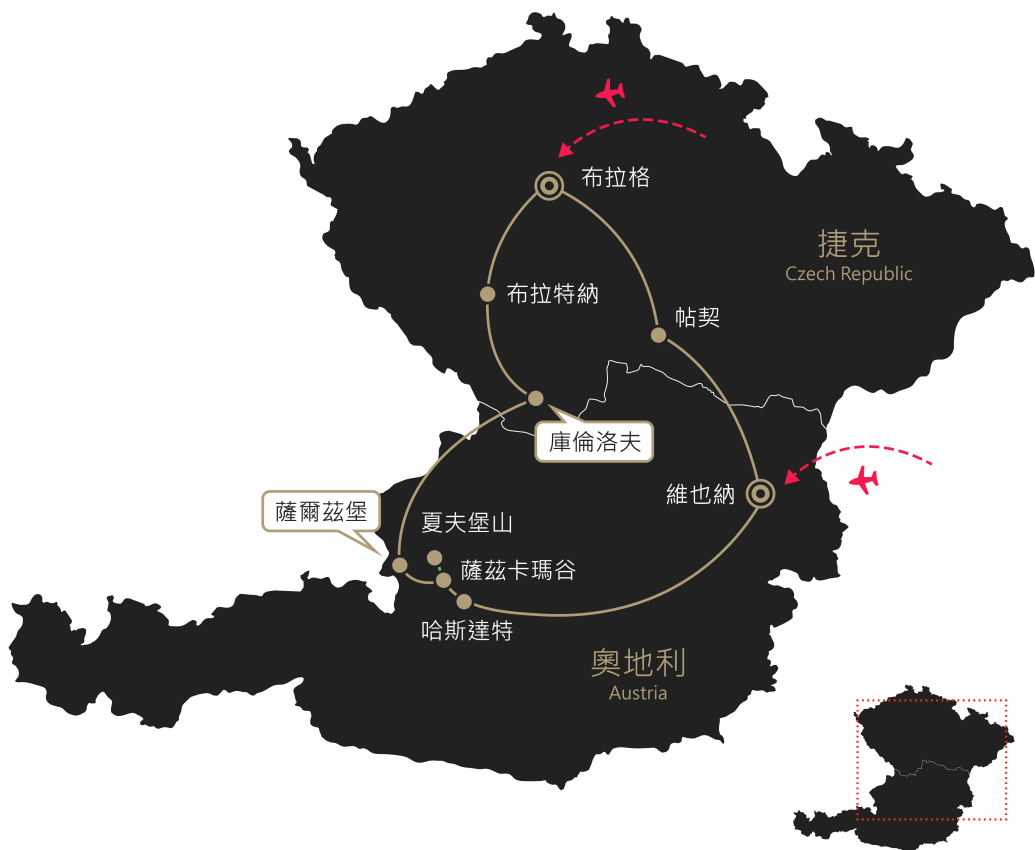 布拉格
捷克
Czech Republic
布拉特納
帖契
庫倫洛夫
維也納
薩爾茲堡
夏夫堡山
薩茲卡瑪谷
哈斯達特
奧地利
Austria